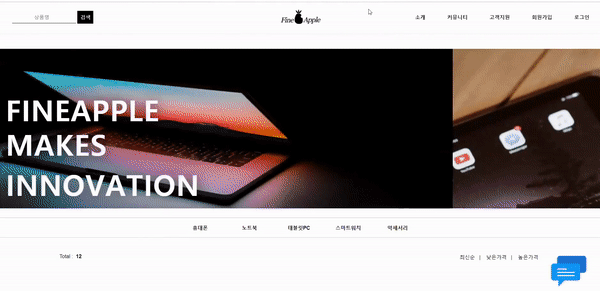 상품명
검색
Fine Apple
소개
커뮤니티
고객지원
회원가입
로그인
FINEAPPLE
MAKES
INNOVATION
휴대폰
노트북
태블릿PC
스마트워치
악세서리
Total : 12
최신순 | 낮은가격 | 높은가격